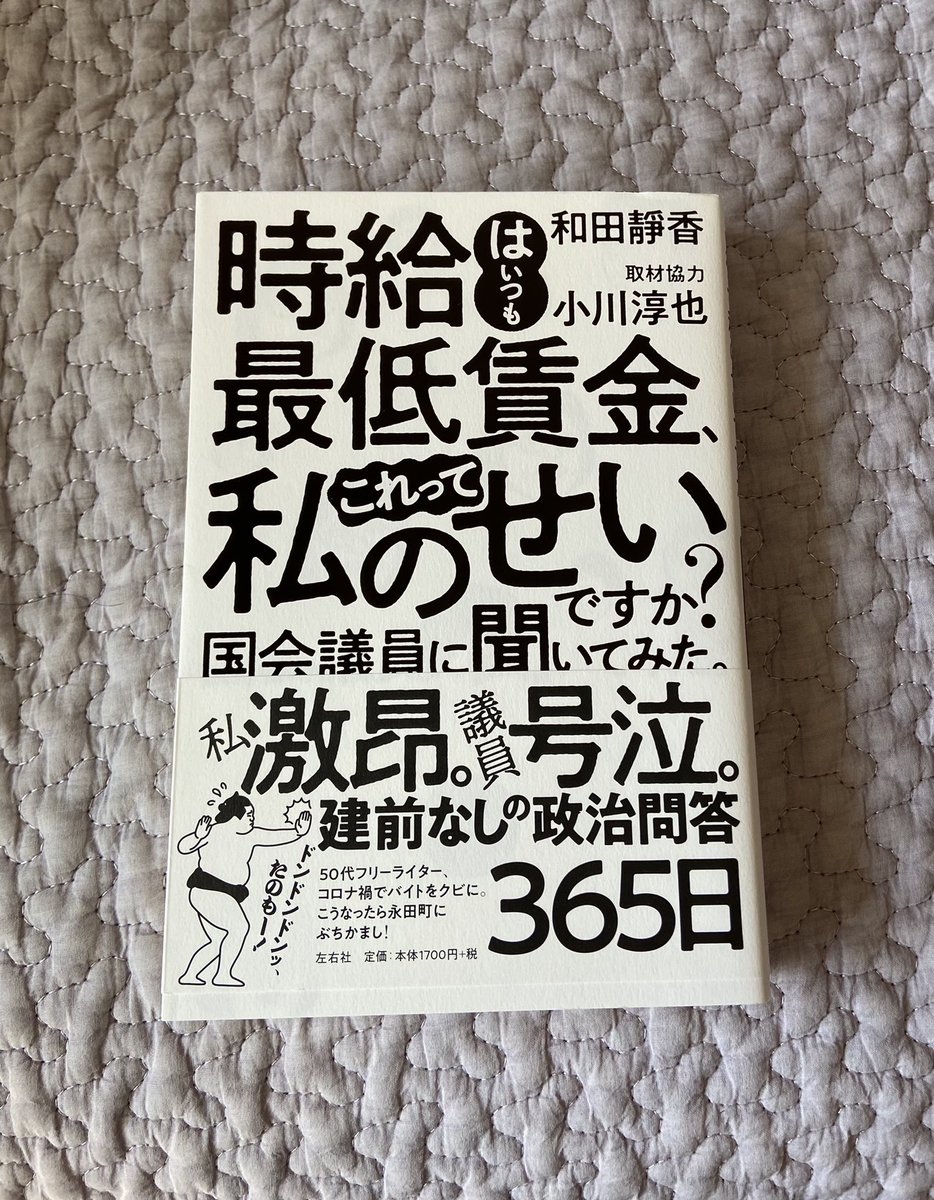 時給はいつも
和田靜香
取材協力
小川淳也
最低賃金、
これって
私のせい
ですか?
国会議員に聞いてみた。
私激昂。議員号泣。
建前なしの政治問答
365日
ドンドンドンッ、
たのもー!
50代フリーライター、
コロナ禍でバイトをクビに。
こうなったら永田町に
ぶちかまし!
左右社 定価:本体1700円+税